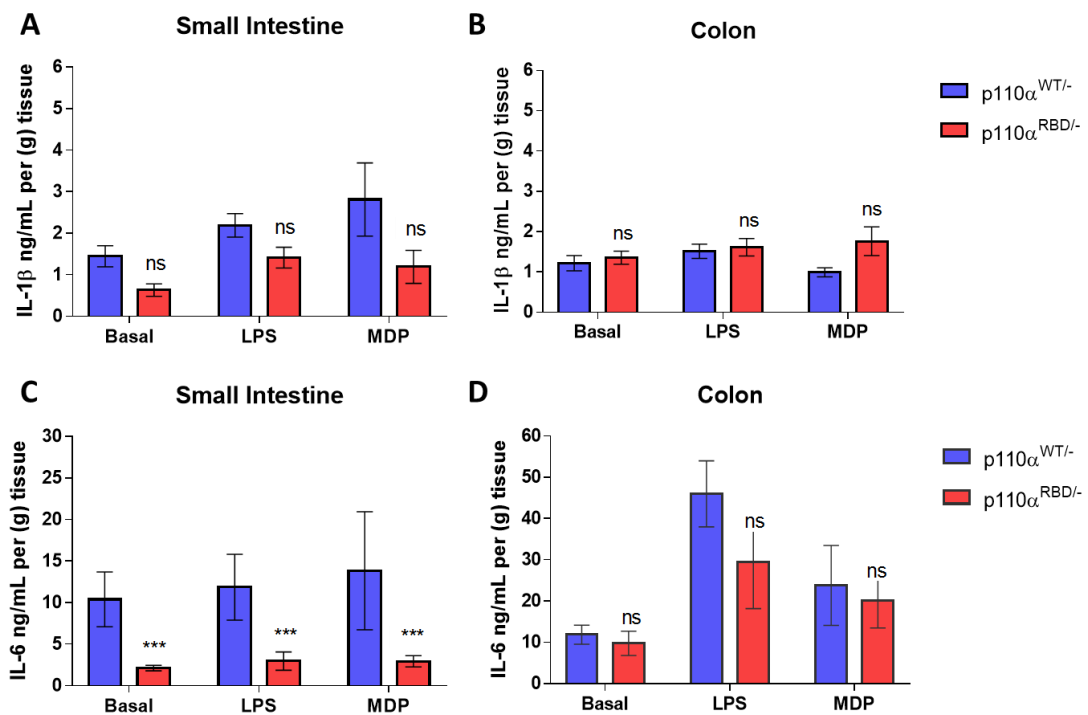 A
Small Intestine
IL-1β ng/mL per (g) tissue
6
5
4
3
2
1
0
ns
ns
ns
Basal LPS MDP
B
Colon
IL-1β ng/mL per (g) tissue
6
5
4
3
2
1
0
ns
ns
ns
Basal LPS MDP
p110α^WT/-
p110α^RBD/-
C
Small Intestine
IL-6 ng/mL per (g) tissue
30
25
20
15
10
5
0
***
***
***
Basal LPS MDP
D
Colon
IL-6 ng/mL per (g) tissue
60
50
40
30
20
10
0
ns
ns
ns
Basal LPS MDP
p110α^WT/-
p110α^RBD/-